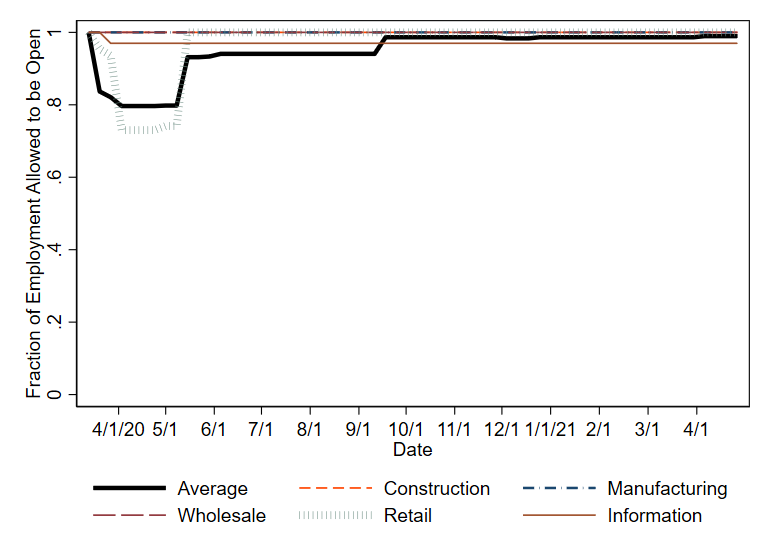 Fraction of Employment Allowed to be Open
1
.8
.6
.4
.2
0
4/1/20 5/1 6/1 7/1 8/1 9/1 10/1 11/1 12/1 1/1/21 2/1 3/1 4/1
Date
Average Construction Manufacturing
Wholesale Retail Information